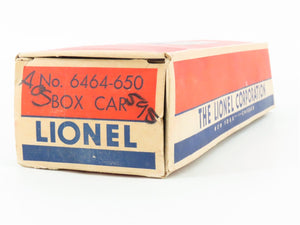 No. 6464-650
BOX CAR
LIONEL
THE LIONEL CORPORATION
NEW YORK